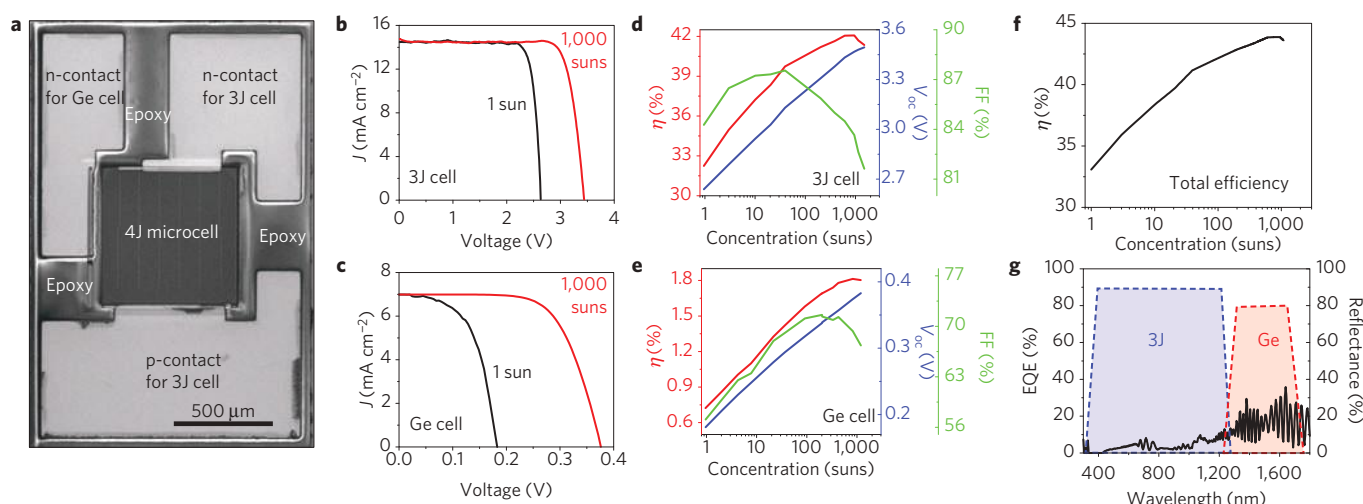 a
n-contact
for Ge cell
n-contact
for 3J cell
Epoxy
4J microcell
Epoxy
Epoxy
p-contact
for 3J cell
500 µm
b
16
12
8
4
0
J (mA cm⁻²)
1,000
suns
1 sun
3J cell
0 1 2 3 4
Voltage (V)
c
8
6
4
2
0
J (mA cm⁻²)
1,000
suns
1 sun
Ge cell
0.0 0.1 0.2 0.3 0.4
Voltage (V)
d
42
39
36
33
30
η (%)
3.6
3.3
3.0
2.7
Voc (V)
90
87
84
81
FF (%)
3J cell
1 10 100 1,000
Concentration (suns)
e
1.8
1.5
1.2
0.9
0.6
η (%)
0.4
0.3
0.2
Voc (V)
77
70
63
56
FF (%)
Ge cell
1 10 100 1,000
Concentration (suns)
f
45
40
35
30
η (%)
Total efficiency
1 10 100 1,000
Concentration (suns)
g
100
80
60
40
20
0
EQE (%)
3J
Ge
100
80
60
40
20
0
Reflectance (%)
400 800 1,200 1,600
Wavelength (nm)